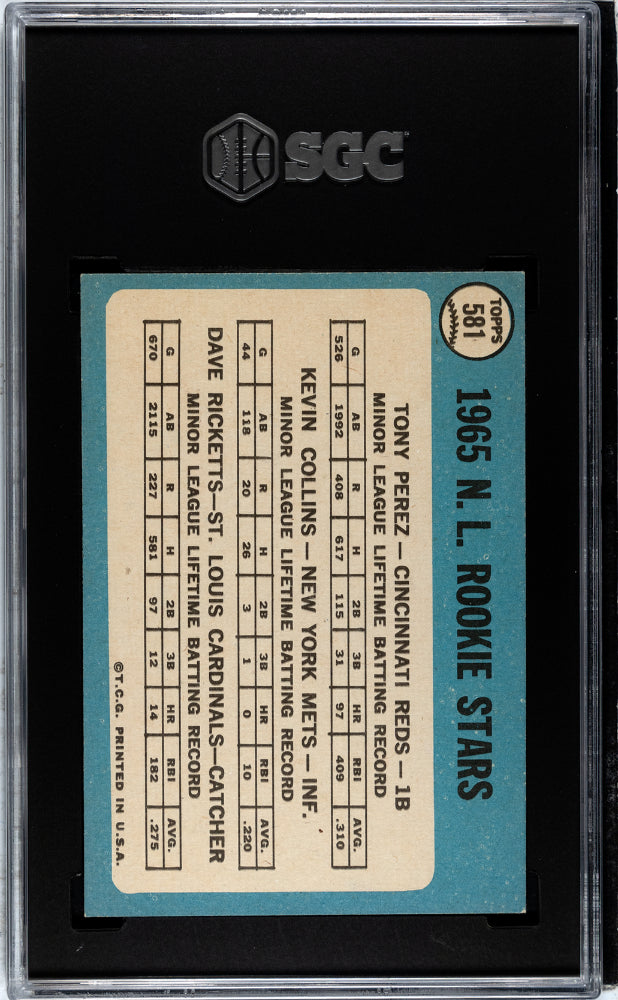 SGC
TOPPS
581
1965 N. L. ROOKIE STARS
TONY PEREZ—CINCINNATI REDS—1B
MINOR LEAGUE LIFETIME BATTING RECORD
G AB R H 2B 3B HR RBI AVG.
526 1992 408 617 115 31 97 409 .310
KEVIN COLLINS—NEW YORK METS—INF.
MINOR LEAGUE LIFETIME BATTING RECORD
G AB R H 2B 3B HR RBI AVG.
44 118 20 26 3 1 0 10 .220
DAVE RICKETTS—ST. LOUIS CARDINALS—CATCHER
MINOR LEAGUE LIFETIME BATTING RECORD
G AB R H 2B 3B HR RBI AVG.
670 2115 227 581 97 12 14 182 .275
©T.C.G. PRINTED IN U.S.A.